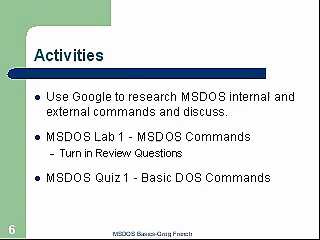 Activities
Use Google to research MSDOS internal and
external commands and discuss.
MSDOS Lab 1 - MSDOS Commands
– Turn in Review Questions
MSDOS Quiz 1 - Basic DOS Commands
6
MSDOS Basics-Greg French